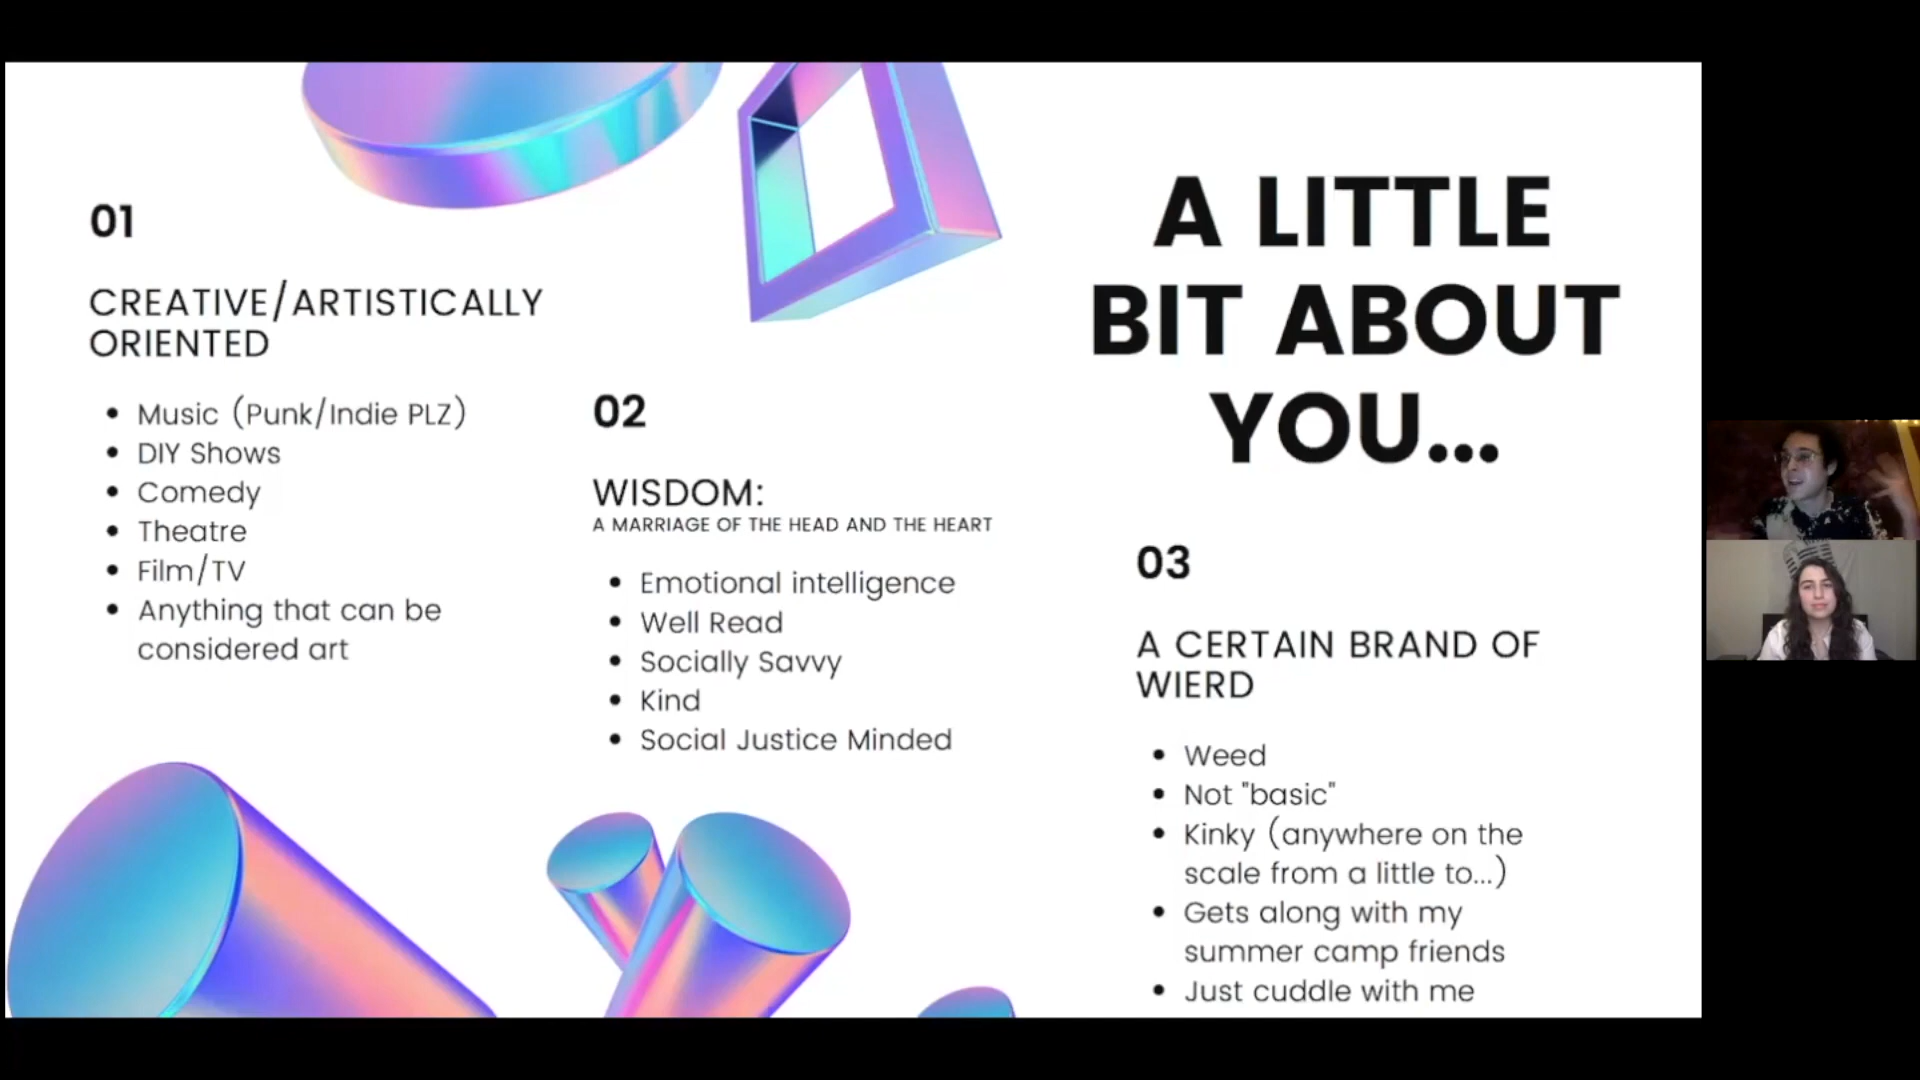 01
CREATIVE/ARTISTICALLY
ORIENTED
• Music (Punk/Indie PLZ)
• DIY Shows
• Comedy
• Theatre
• Film/TV
• Anything that can be
considered art
02
WISDOM:
A MARRIAGE OF THE HEAD AND THE HEART
• Emotional intelligence
• Well Read
• Socially Savvy
• Kind
• Social Justice Minded
A LITTLE
BIT ABOUT
YOU...
03
A CERTAIN BRAND OF
WIERD
• Weed
• Not "basic"
• Kinky (anywhere on the
scale from a little to...)
• Gets along with my
summer camp friends
• Just cuddle with me